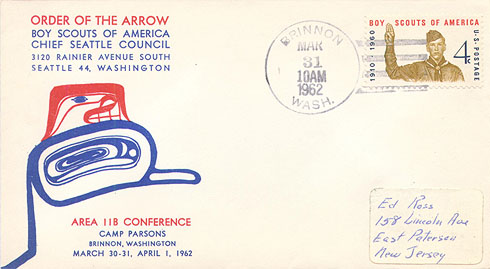 ORDER OF THE ARROW
BOY SCOUTS OF AMERICA
CHIEF SEATTLE COUNCIL
3120 RAINIER AVENUE SOUTH
SEATTLE 44, WASHINGTON
BRINNON
MAR
31
10AM
1962
WASH.
BOY SCOUTS OF AMERICA
1910-1960
4¢
U.S. POSTAGE
AREA 11B CONFERENCE
CAMP PARSONS
BRINNON, WASHINGTON
MARCH 30-31, APRIL 1, 1962
Ed Ross
158 Lincoln Ave
East Paterson
New Jersey